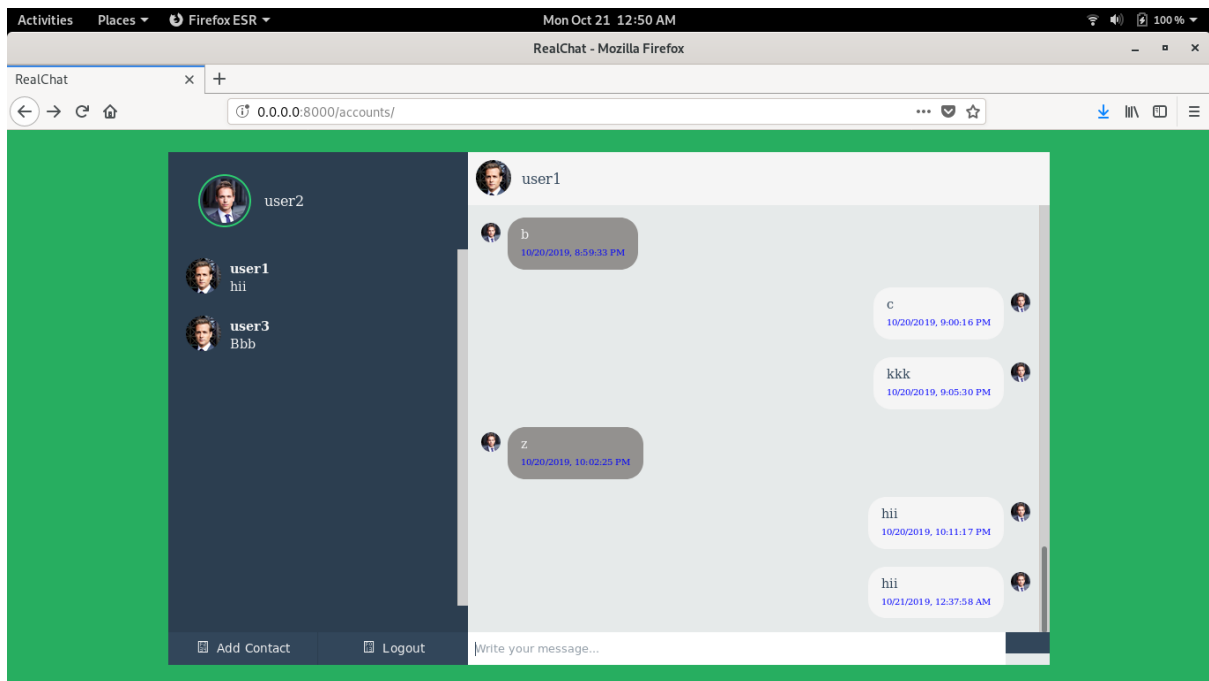 Activities Places Firefox ESR Mon Oct 21 12:50 AM 100 %
RealChat - Mozilla Firefox
RealChat
0.0.0.0:8000/accounts/
user2
user1
hii
user3
Bbb
Add Contact Logout
user1
b
10/20/2019, 8:59:33 PM
c
10/20/2019, 9:00:16 PM
kkk
10/20/2019, 9:05:30 PM
z
10/20/2019, 10:02:25 PM
hii
10/20/2019, 10:11:17 PM
hii
10/21/2019, 12:37:58 AM
Write your message...